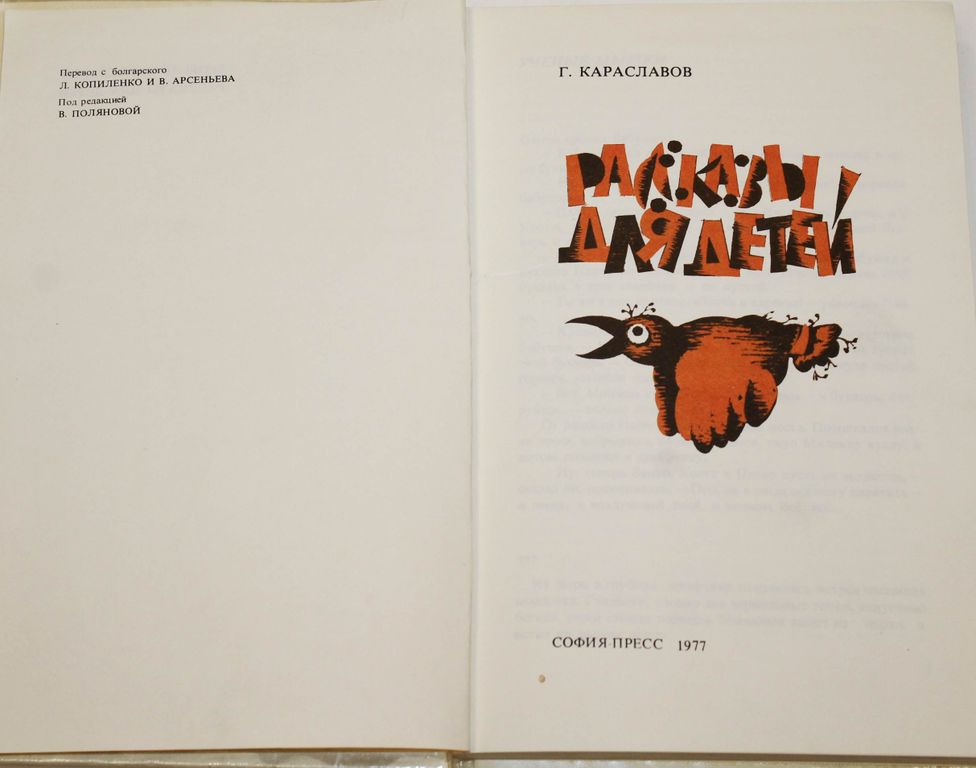 Перевод с болгарского
Л. КОПИЛЕНКО И В. АРСЕНЬЕВА
Под редакцией
В. ПОЛЯНОВОЙ
Г. КАРАСЛАВОВ
РАССКАЗЫ
ДЛЯ ДЕТЕЙ
СОФИЯ-ПРЕСС 1977